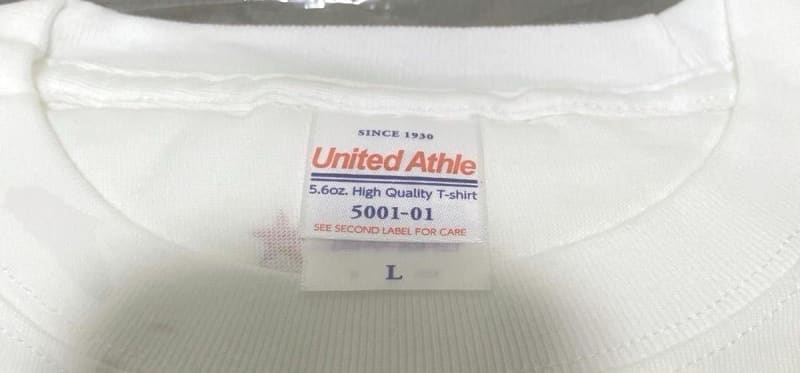 SINCE 1930
United Athle
5.6oz. High Quality T-shirt
5001-01
SEE SECOND LABEL FOR CARE
L